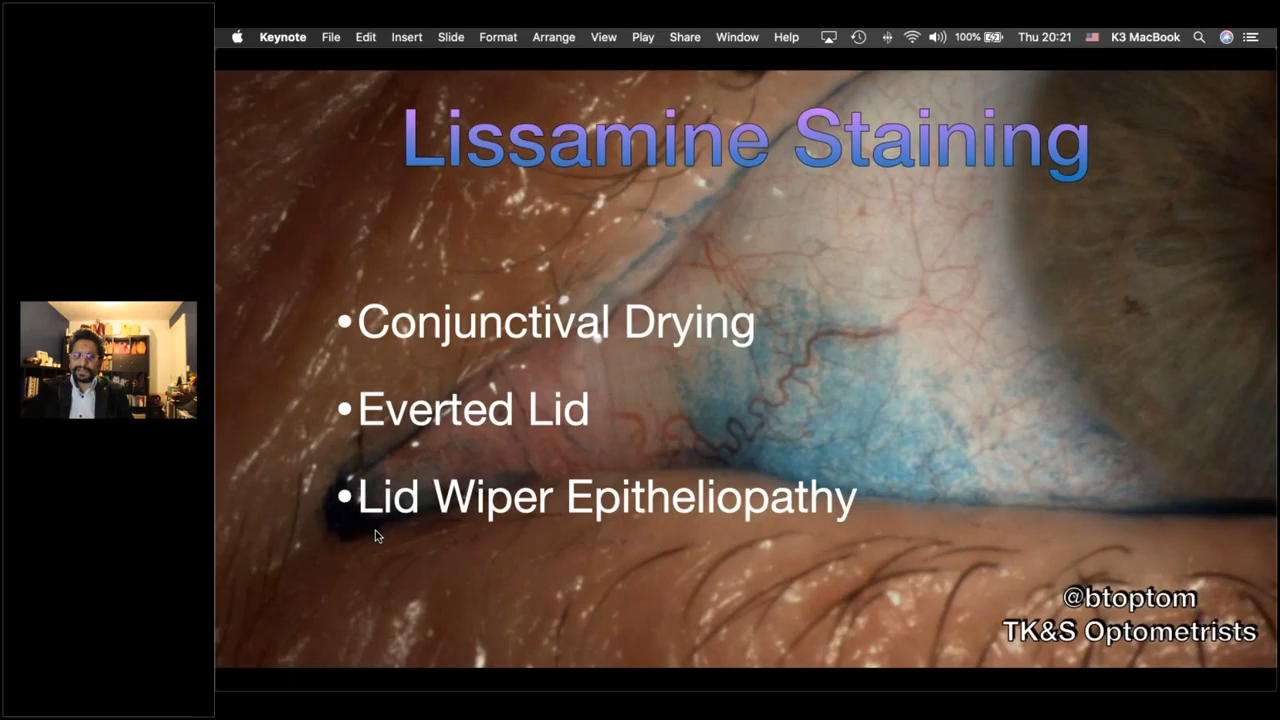 Keynote File Edit Insert Slide Format Arrange View Play Share Window Help 100% Thu 20:21 K3 MacBook
Lissamine Staining
•Conjunctival Drying
•Everted Lid
•Lid Wiper Epitheliopathy
@btoptom
TK&S Optometrists